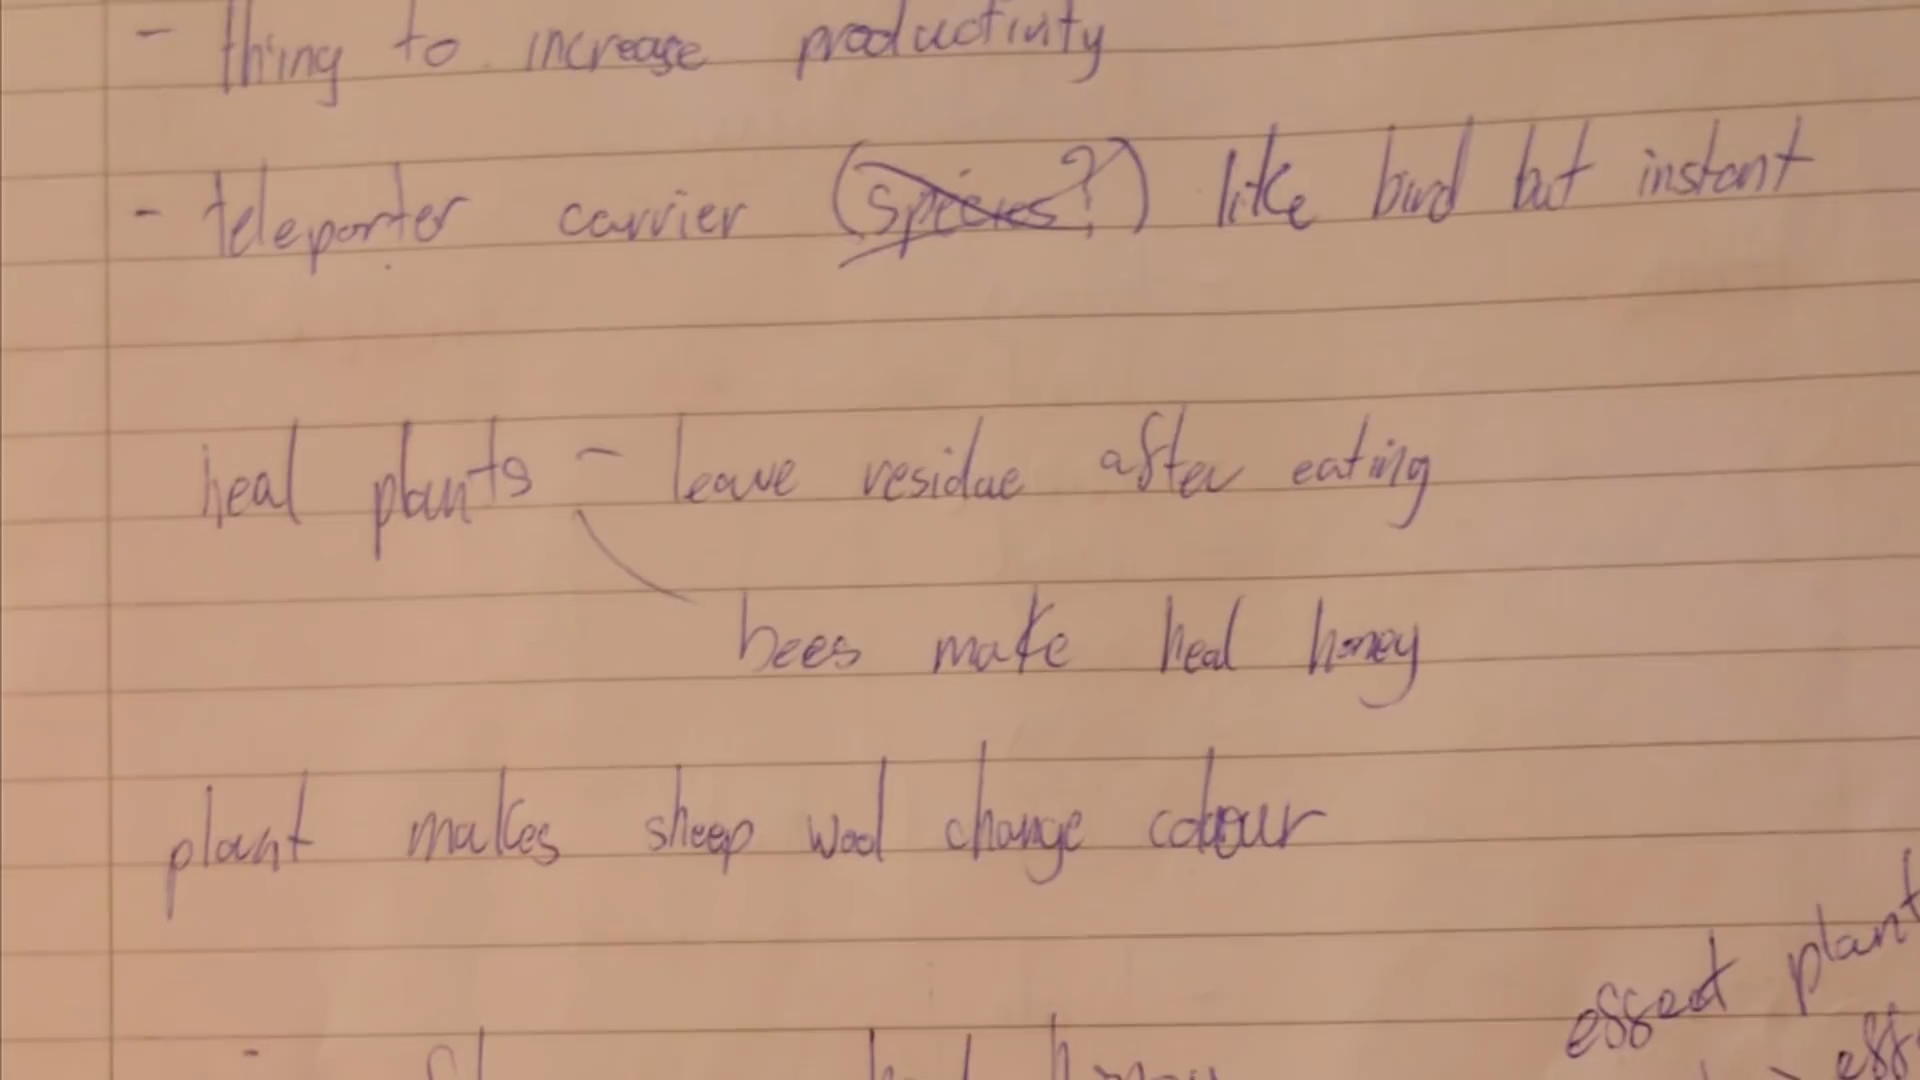 - thing to increase productivity
- teleporter carrier (species?) like bird but instant
heal plants - leave residue after eating
bees make heal honey
plant makes sheep wool change colour
effect plant